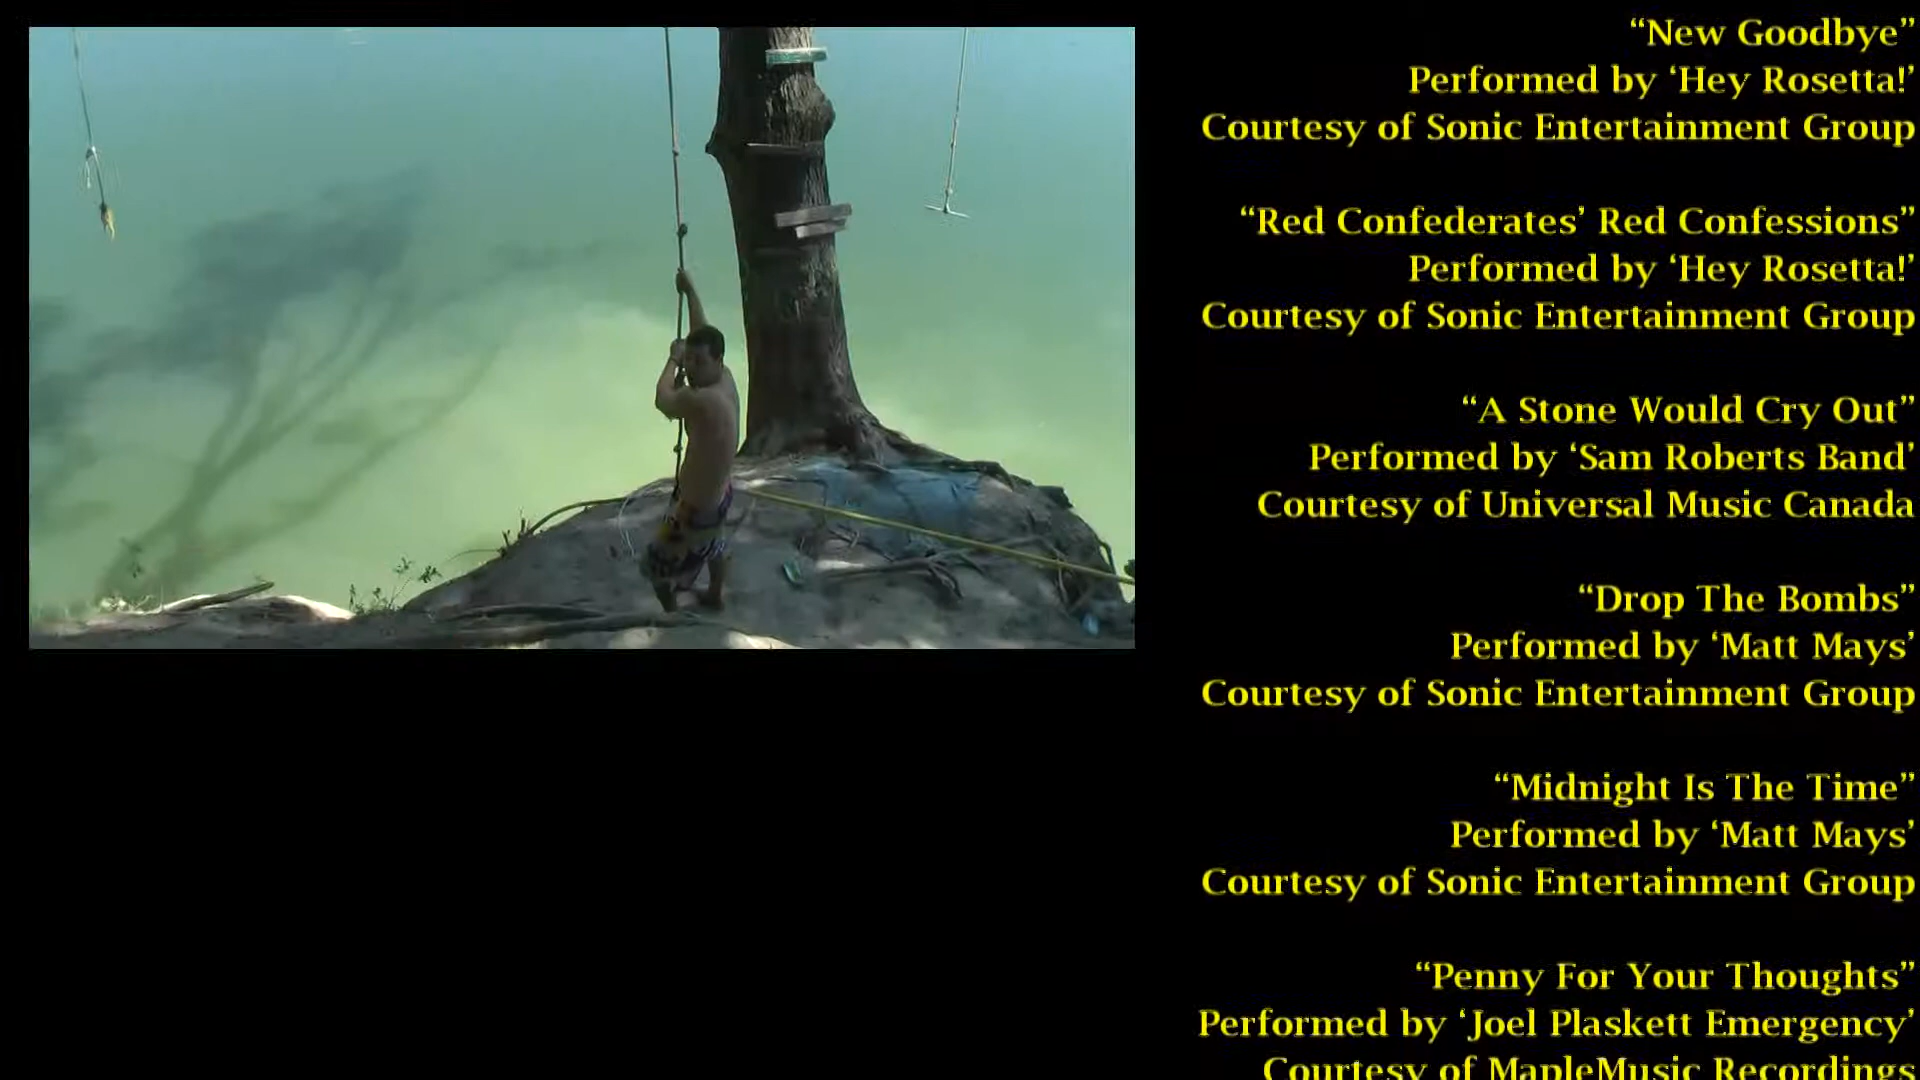 “New Goodbye”
Performed by ‘Hey Rosetta!’
Courtesy of Sonic Entertainment Group
“Red Confederates’ Red Confessions”
Performed by ‘Hey Rosetta!’
Courtesy of Sonic Entertainment Group
“A Stone Would Cry Out”
Performed by ‘Sam Roberts Band’
Courtesy of Universal Music Canada
“Drop The Bombs”
Performed by ‘Matt Mays’
Courtesy of Sonic Entertainment Group
“Midnight Is The Time”
Performed by ‘Matt Mays’
Courtesy of Sonic Entertainment Group
“Penny For Your Thoughts”
Performed by ‘Joel Plaskett Emergency’
Courtesy of MapleMusic Recordings